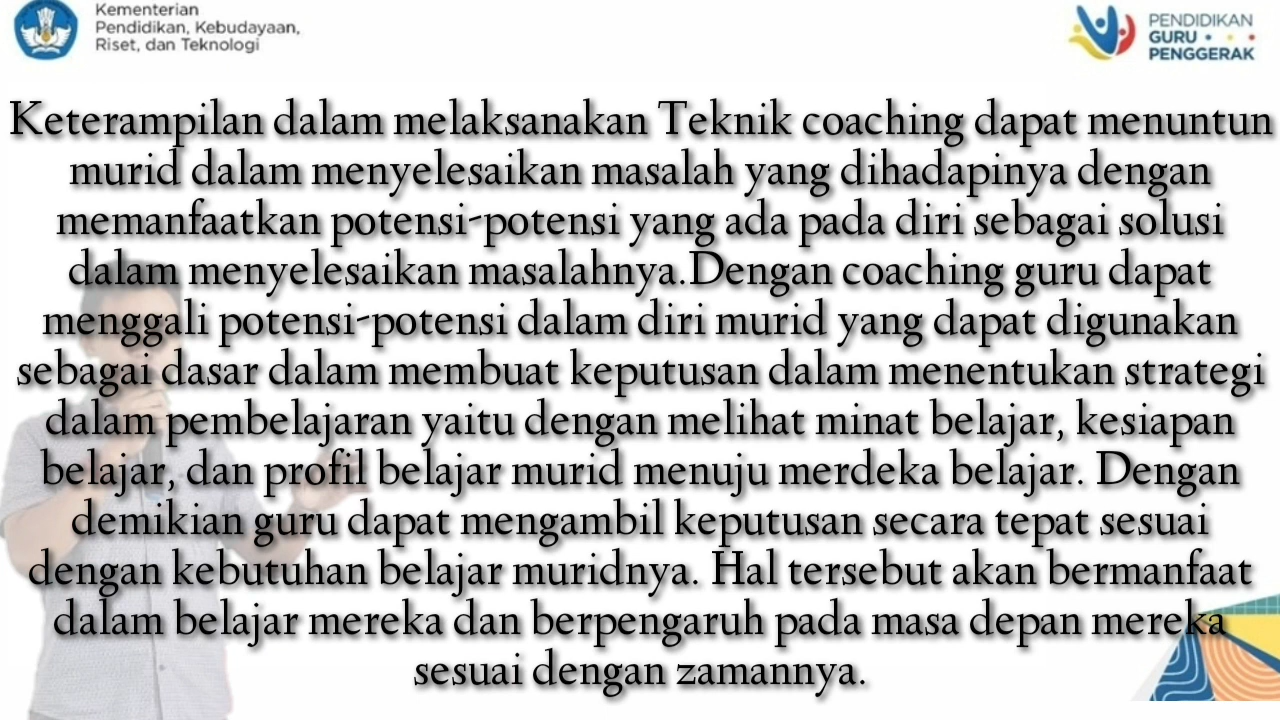 Kementerian
Pendidikan, Kebudayaan,
Riset, dan Teknologi
PENDIDIKAN
GURU
PENGGERAK
Keterampilan dalam melaksanakan Teknik coaching dapat menuntun
murid dalam menyelesaikan masalah yang dihadapinya dengan
memanfaatkan potensi-potensi yang ada pada diri sebagai solusi
dalam menyelesaikan masalahnya.Dengan coaching guru dapat
menggali potensi-potensi dalam diri murid yang dapat digunakan
sebagai dasar dalam membuat keputusan dalam menentukan strategi
dalam pembelajaran yaitu dengan melihat minat belajar, kesiapan
belajar, dan profil belajar murid menuju merdeka belajar. Dengan
demikian guru dapat mengambil keputusan secara tepat sesuai
dengan kebutuhan belajar muridnya. Hal tersebut akan bermanfaat
dalam belajar mereka dan berpengaruh pada masa depan mereka
sesuai dengan zamannya.